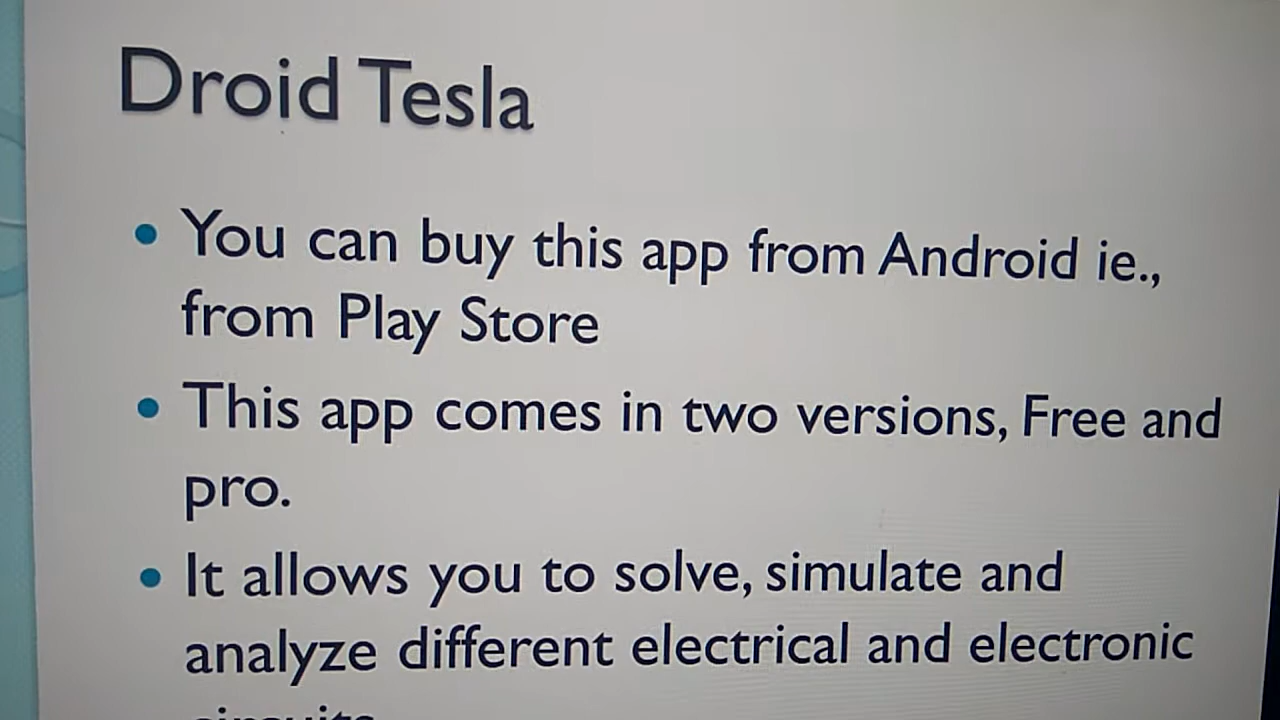 Droid Tesla
You can buy this app from Android ie.,
from Play Store
This app comes in two versions, Free and
pro.
It allows you to solve, simulate and
analyze different electrical and electronic
circuits